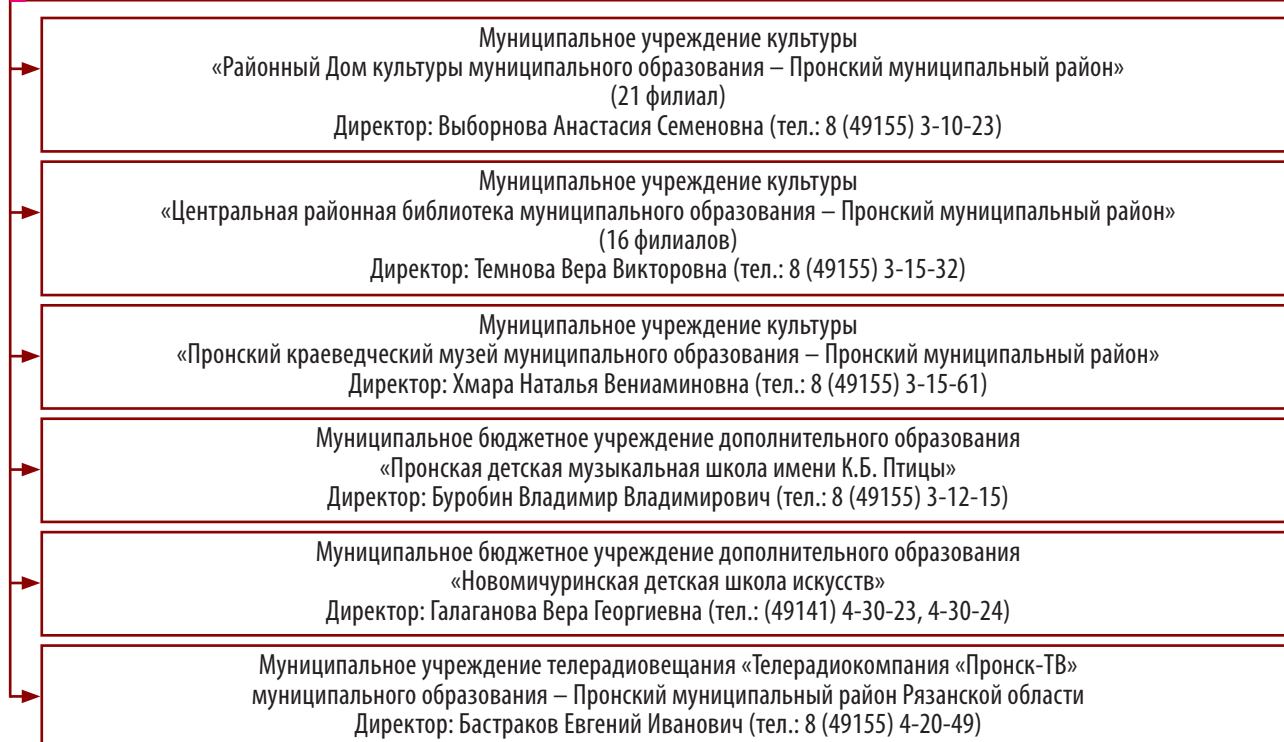 Муниципальное учреждение культуры
«Районный Дом культуры муниципального образования – Пронский муниципальный район»
(21 филиал)
Директор: Выборнова Анастасия Семеновна (тел.: 8 (49155) 3-10-23)
Муниципальное учреждение культуры
«Центральная районная библиотека муниципального образования – Пронский муниципальный район»
(16 филиалов)
Директор: Темнова Вера Викторовна (тел.: 8 (49155) 3-15-32)
Муниципальное учреждение культуры
«Пронский краеведческий музей муниципального образования – Пронский муниципальный район»
Директор: Хмара Наталья Вениаминовна (тел.: 8 (49155) 3-15-61)
Муниципальное бюджетное учреждение дополнительного образования
«Пронская детская музыкальная школа имени К.Б. Птицы»
Директор: Буробин Владимир Владимирович (тел.: 8 (49155) 3-12-15)
Муниципальное бюджетное учреждение дополнительного образования
«Новомичуринская детская школа искусств»
Директор: Галаганова Вера Георгиевна (тел.: (49141) 4-30-23, 4-30-24)
Муниципальное учреждение телерадиовещания «Телерадиокомпания «Пронск-ТВ»
муниципального образования – Пронский муниципальный район Рязанской области
Директор: Бастраков Евгений Иванович (тел.: 8 (49155) 4-20-49)